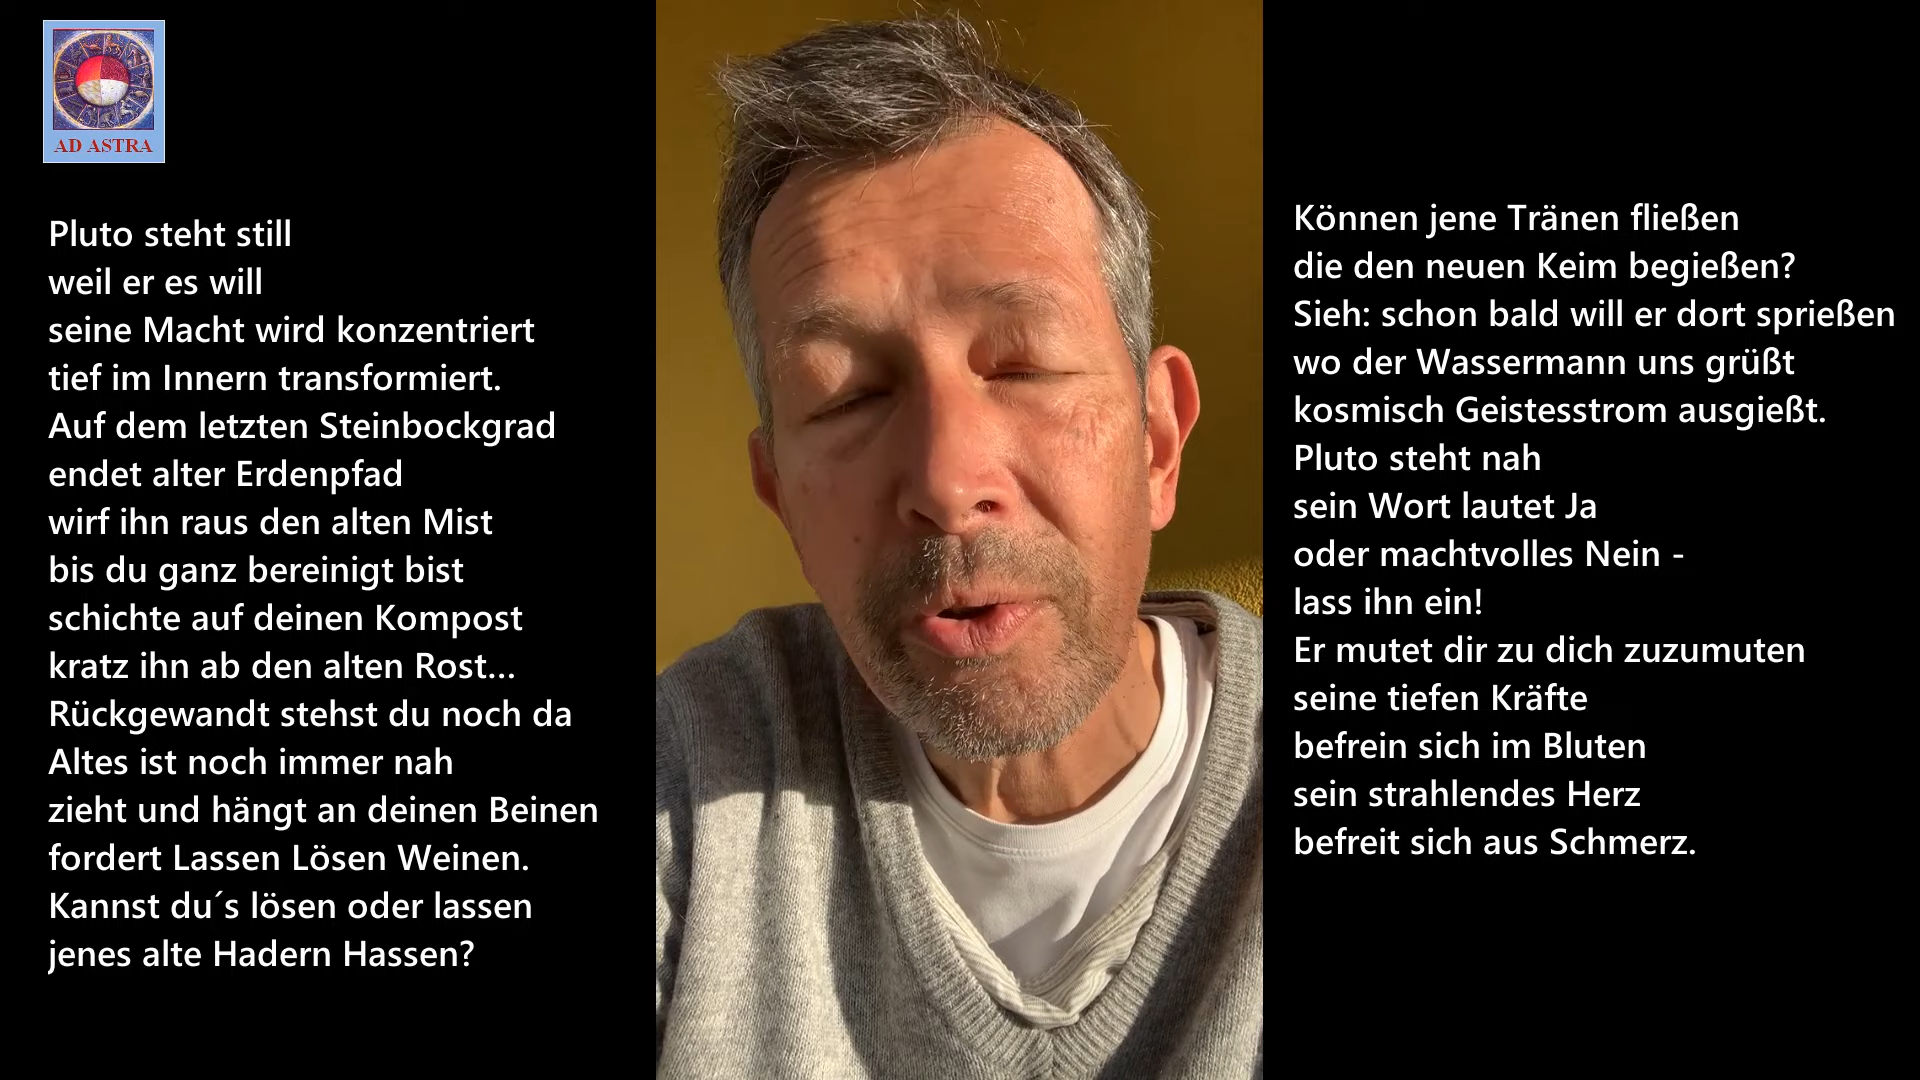 AD ASTRA
Pluto steht still
weil er es will
seine Macht wird konzentriert
tief im Innern transformiert.
Auf dem letzten Steinbockgrad
endet alter Erdenpfad
wirf ihn raus den alten Mist
bis du ganz bereinigt bist
schichte auf deinen Kompost
kratz ihn ab den alten Rost...
Rückgewandt stehst du noch da
Altes ist noch immer nah
zieht und hängt an deinen Beinen
fordert Lassen Lösen Weinen.
Kannst du´s lösen oder lassen
jenes alte Hadern Hassen?
Können jene Tränen fließen
die den neuen Keim begießen?
Sieh: schon bald will er dort sprießen
wo der Wassermann uns grüßt
kosmisch Geistesstrom ausgießt.
Pluto steht nah
sein Wort lautet Ja
oder machtvolles Nein -
lass ihn ein!
Er mutet dir zu dich zuzumuten
seine tiefen Kräfte
befrein sich im Bluten
sein strahlendes Herz
befreit sich aus Schmerz.